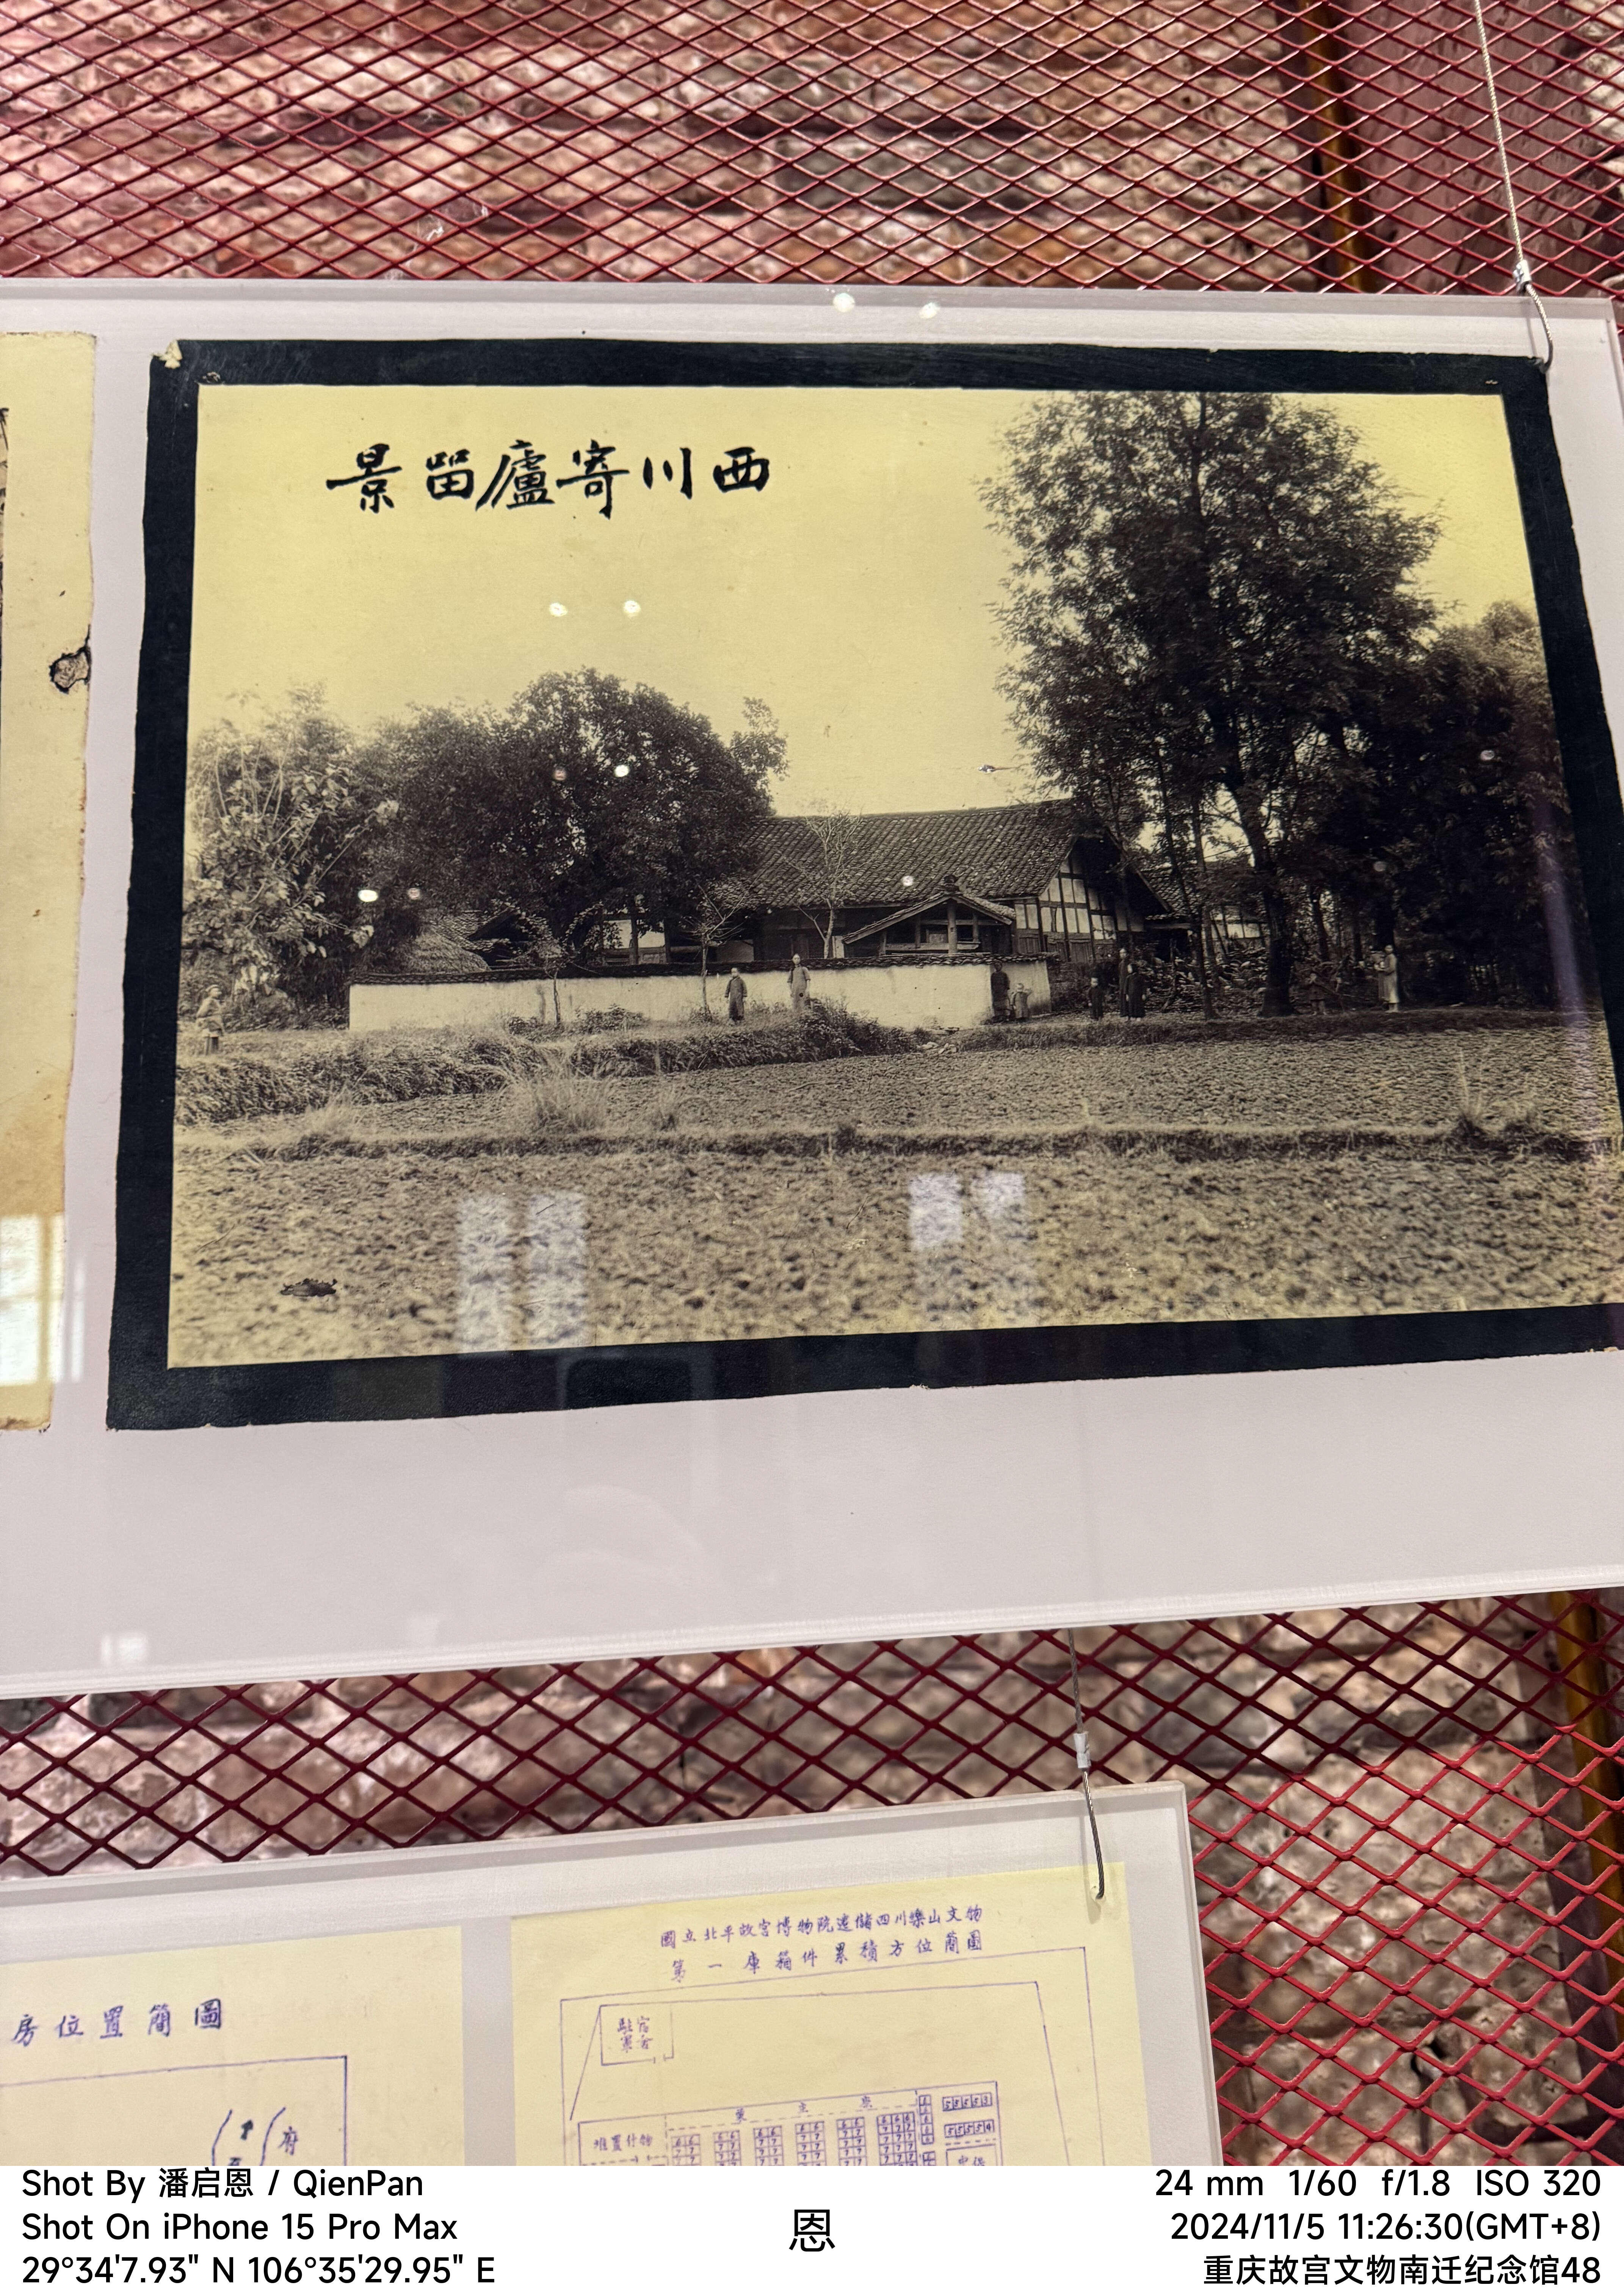 西川寄廬留景
房位置簡圖
府
國立北平故宮博物院遷儲四川樂山文物
第一庫箱件累積方位簡圖
駐軍
宿舍
堆置什物
Shot By 潘启恩 / QienPan
Shot On iPhone 15 Pro Max
29°34'7.93" N 106°35'29.95" E
恩
24 mm 1/60 f/1.8 ISO 320
2024/11/5 11:26:30(GMT+8)
重庆故宫文物南迁纪念馆48